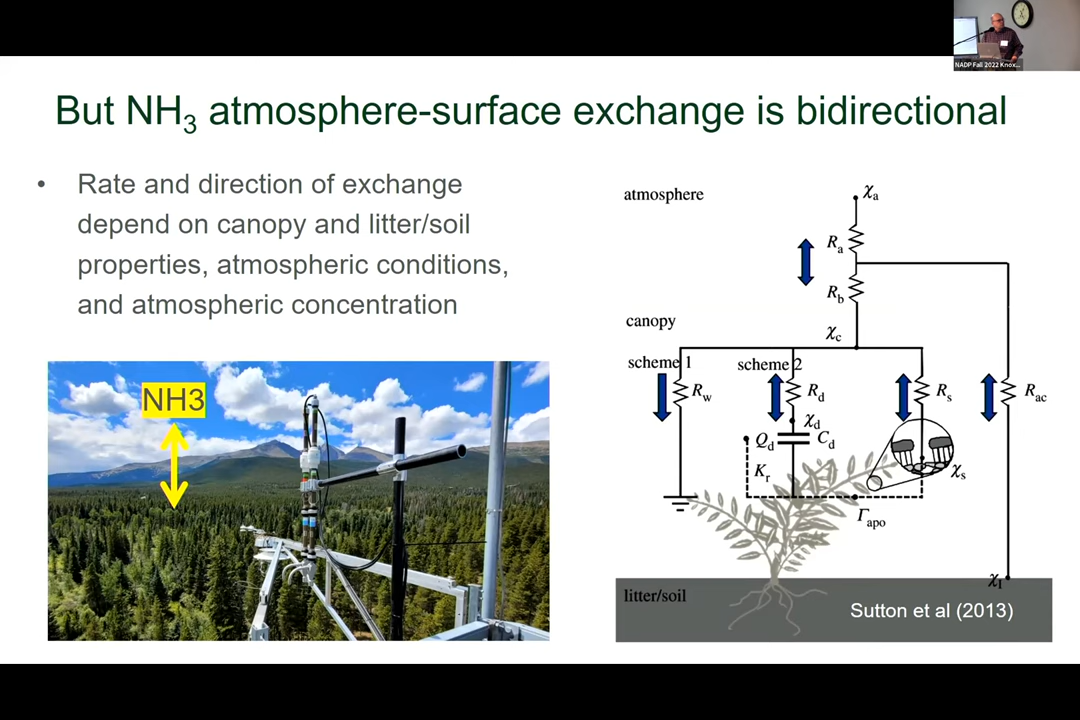 NADP Fall 2022 Knox...
But NH₃ atmosphere-surface exchange is bidirectional
• Rate and direction of exchange
depend on canopy and litter/soil
properties, atmospheric conditions,
and atmospheric concentration
NH3
atmosphere
χa
Ra
Rb
canopy
χc
scheme 1
scheme 2
Rw
Rd
Rs
Rac
χd
Qd
Cd
Kr
χs
Γapo
χl
litter/soil
Sutton et al (2013)